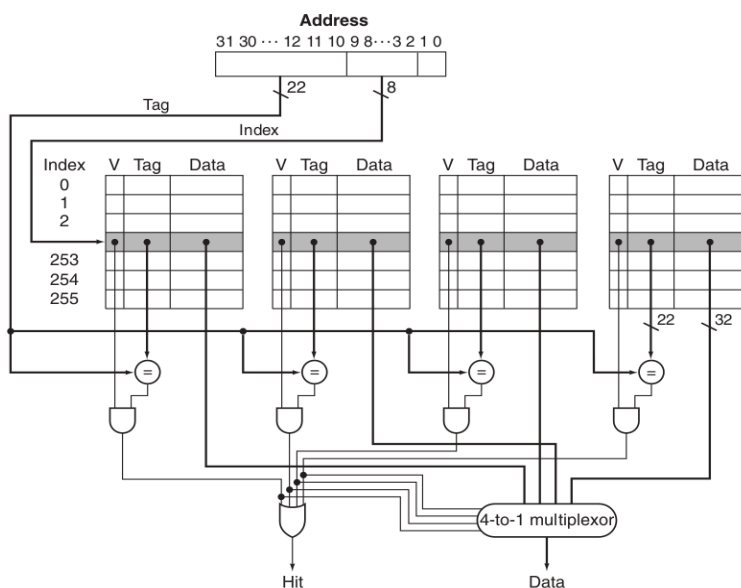 Address
31 30 ··· 12 11 10 9 8···3 2 1 0
22 8
Tag
Index
Index V Tag Data V Tag Data V Tag Data V Tag Data
0
1
2
253
254
255
22 32
= = = =
4-to-1 multiplexor
Hit Data